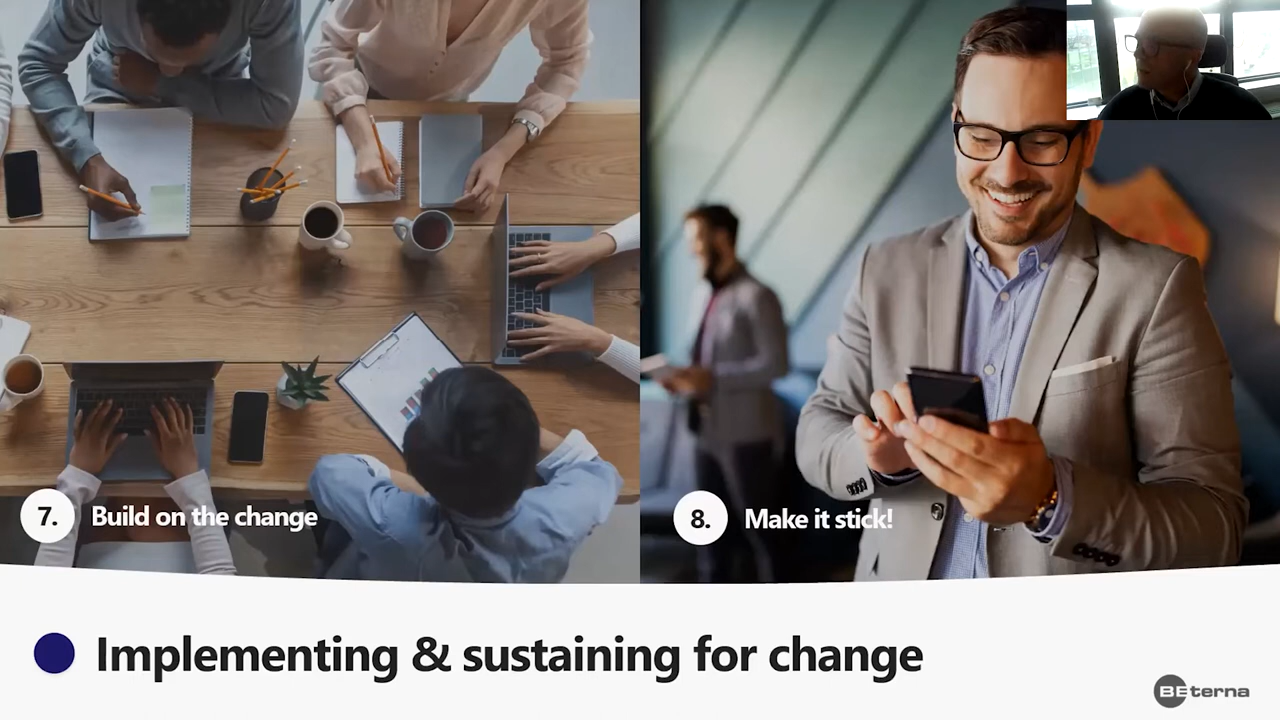 7. Build on the change
8. Make it stick!
Implementing & sustaining for change
BEterna